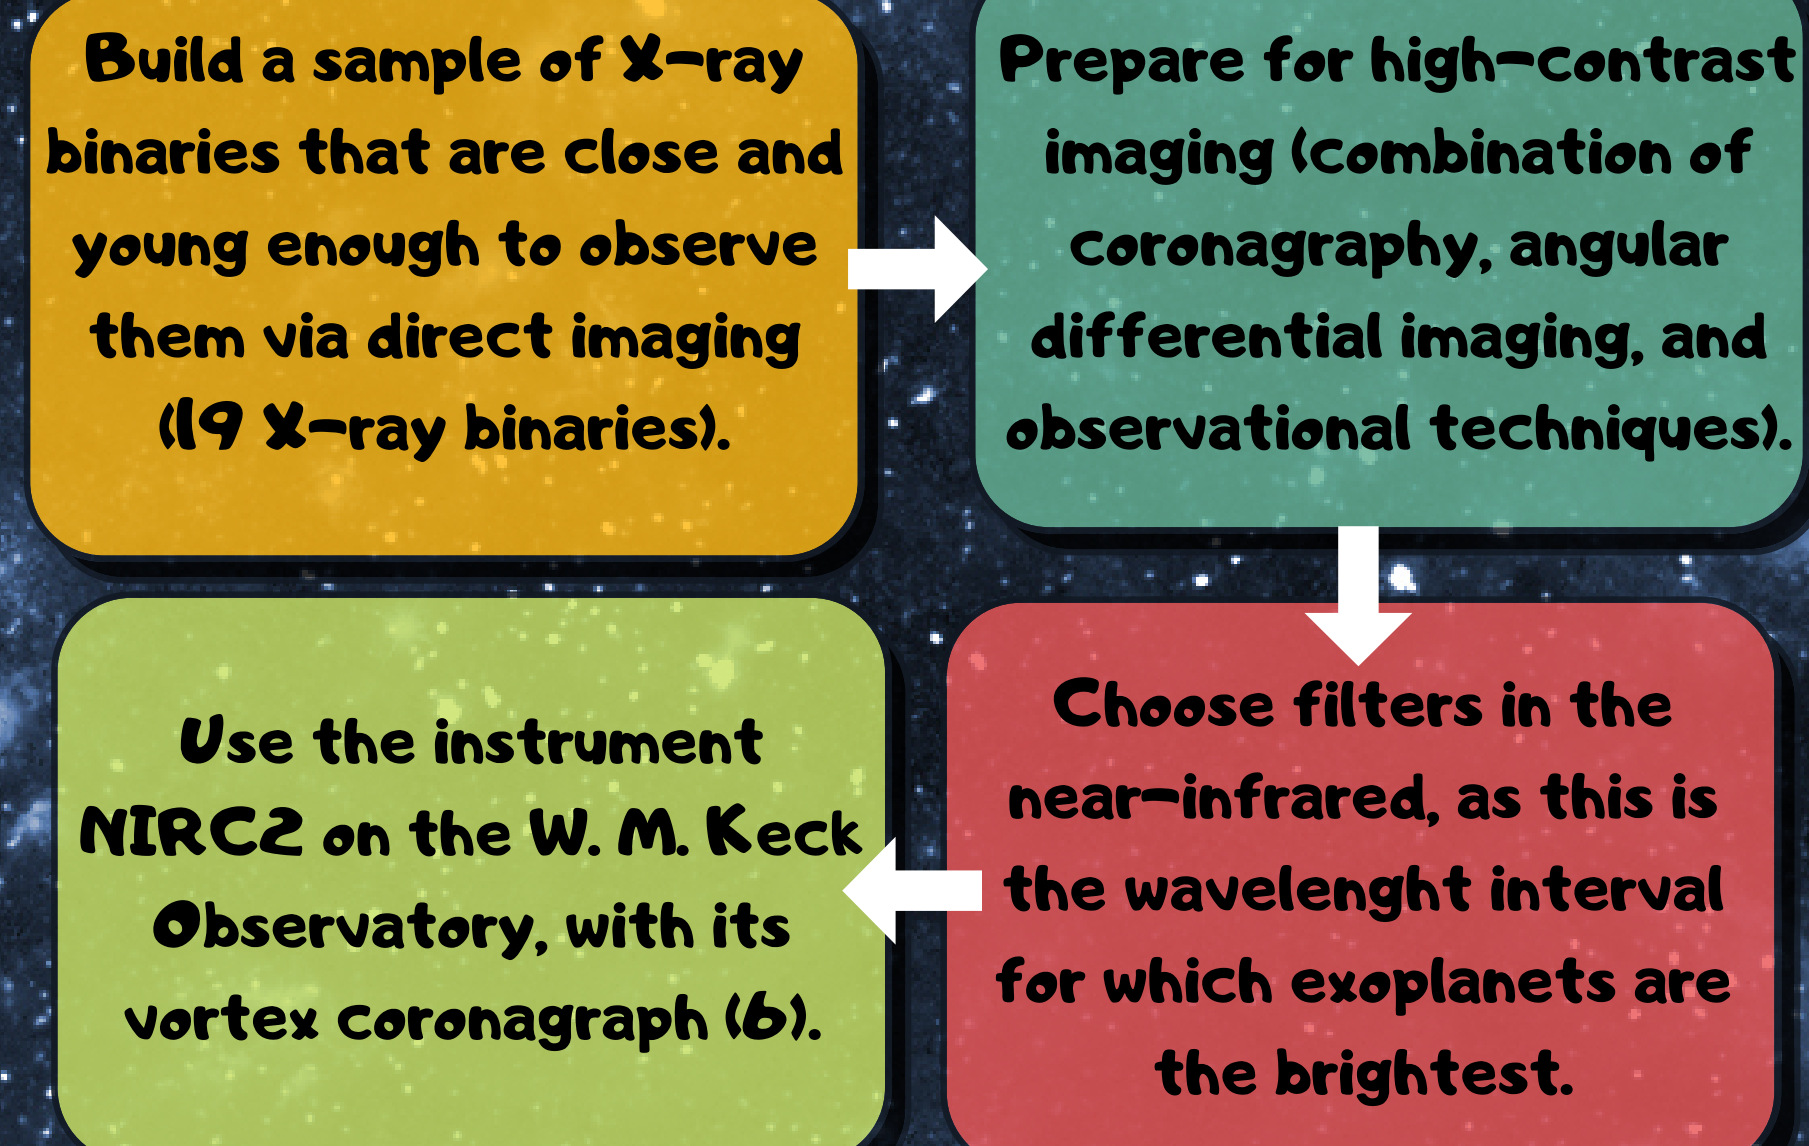 Build a sample of X-ray
binaries that are close and
young enough to observe
them via direct imaging
(19 X-ray binaries).
Prepare for high-contrast
imaging (combination of
coronagraphy, angular
differential imaging, and
observational techniques).
Choose filters in the
near-infrared, as this is
the wavelenght interval
for which exoplanets are
the brightest.
Use the instrument
NIRC2 on the W. M. Keck
Observatory, with its
vortex coronagraph (6).